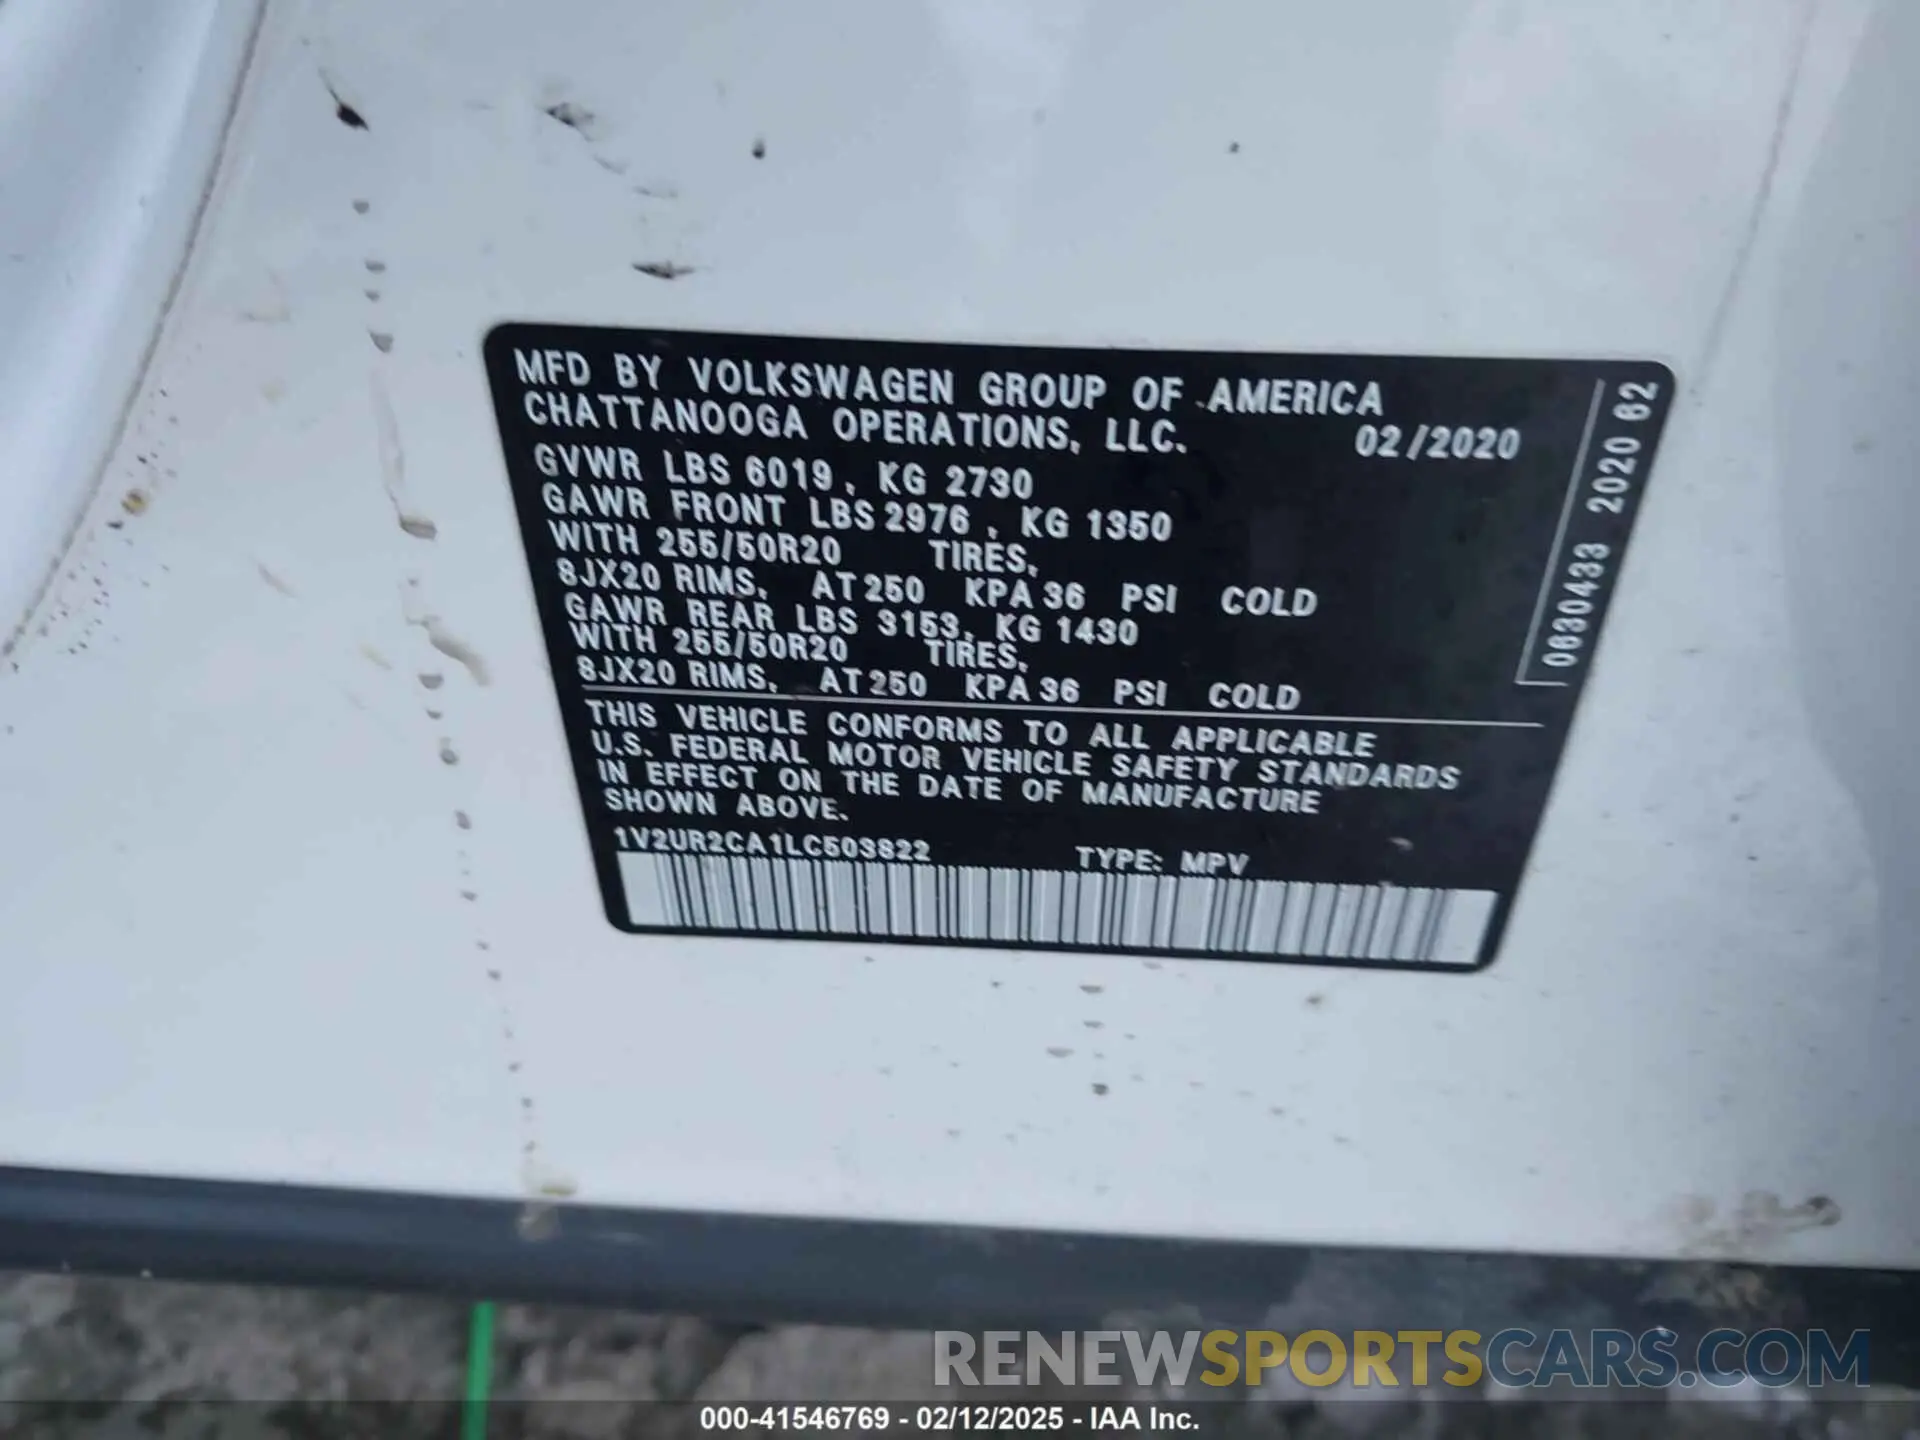 MFD BY VOLKSWAGEN GROUP OF AMERICA
CHATTANOOGA OPERATIONS, LLC. 02/2020
GVWR LBS 6019, KG 2730
GAWR FRONT LBS 2976, KG 1350
WITH 255/50R20 TIRES,
8JX20 RIMS, AT 250 KPA 36 PSI COLD
GAWR REAR LBS 3153, KG 1430
WITH 255/50R20 TIRES,
8JX20 RIMS, AT 250 KPA 36 PSI COLD
THIS VEHICLE CONFORMS TO ALL APPLICABLE
U.S. FEDERAL MOTOR VEHICLE SAFETY STANDARDS
IN EFFECT ON THE DATE OF MANUFACTURE
SHOWN ABOVE.
1V2UR2CA1LC503822 TYPE: MPV
0630433 2020 62
RENEWSPORTSCARS.COM
000-41546769 - 02/12/2025 - IAA Inc.